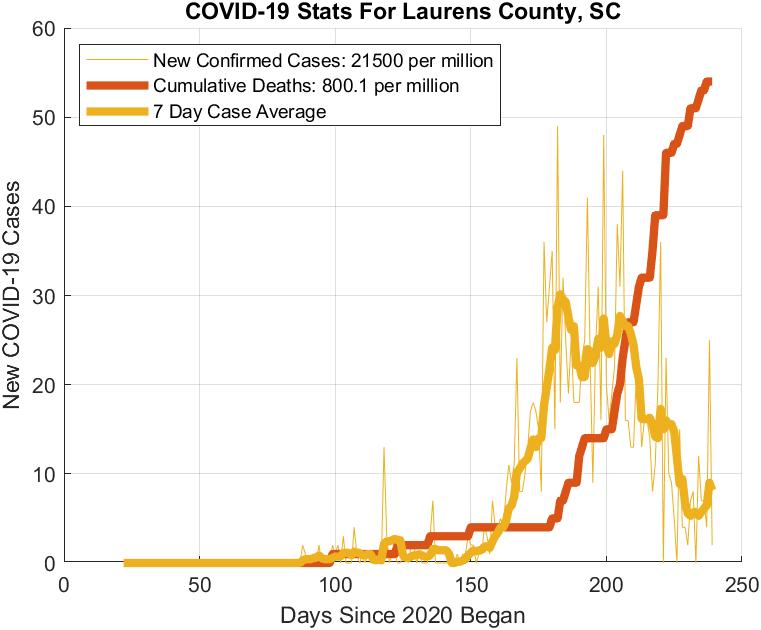 COVID-19 Stats For Laurens County, SC
60
50
40
30
20
10
0
New Confirmed Cases: 21500 per million
Cumulative Deaths: 800.1 per million
7 Day Case Average
New COVID-19 Cases
0
50
100
150
200
250
Days Since 2020 Began